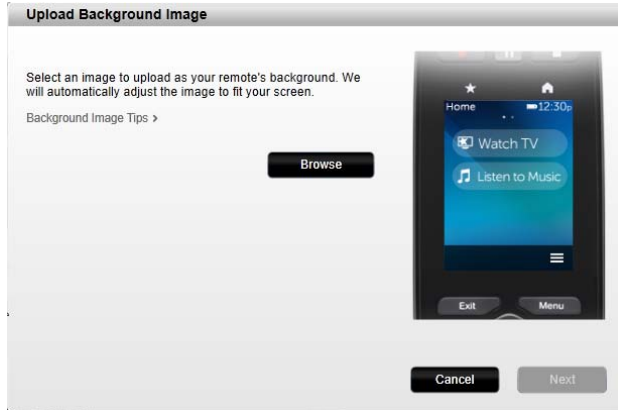 Upload Background Image
Select an image to upload as your remote's background. We
will automatically adjust the image to fit your screen.
Background Image Tips >
Browse
Home 12:30p
Watch TV
Listen to Music
Exit Menu
Cancel Next